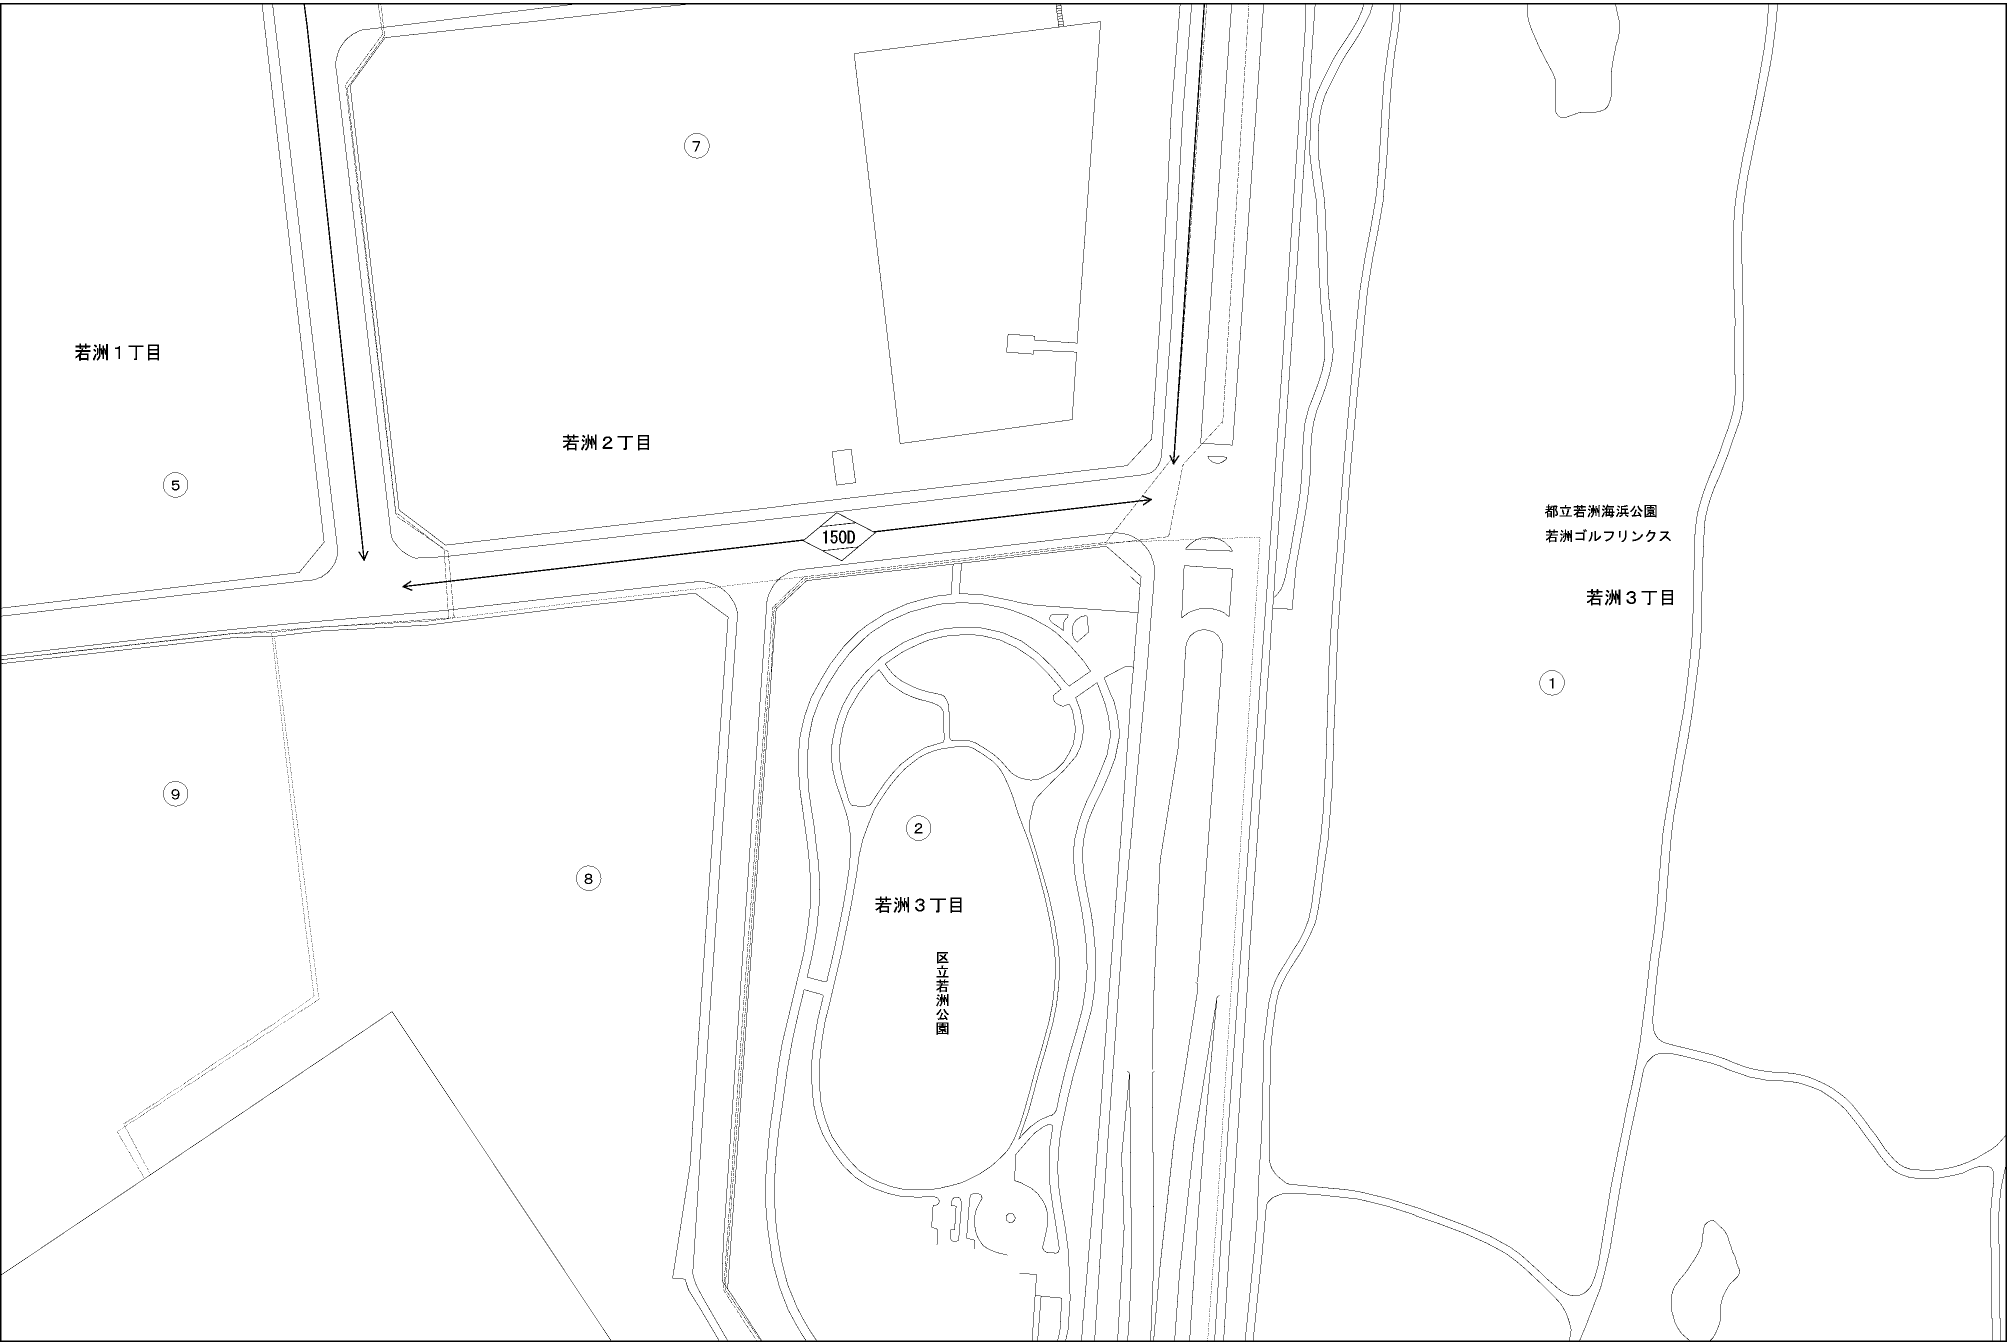 7
若洲1丁目
若洲2丁目
5
都立若洲海浜公園
若洲ゴルフリンクス
150D
若洲3丁目
1
9
2
8
若洲3丁目
区立若洲公園